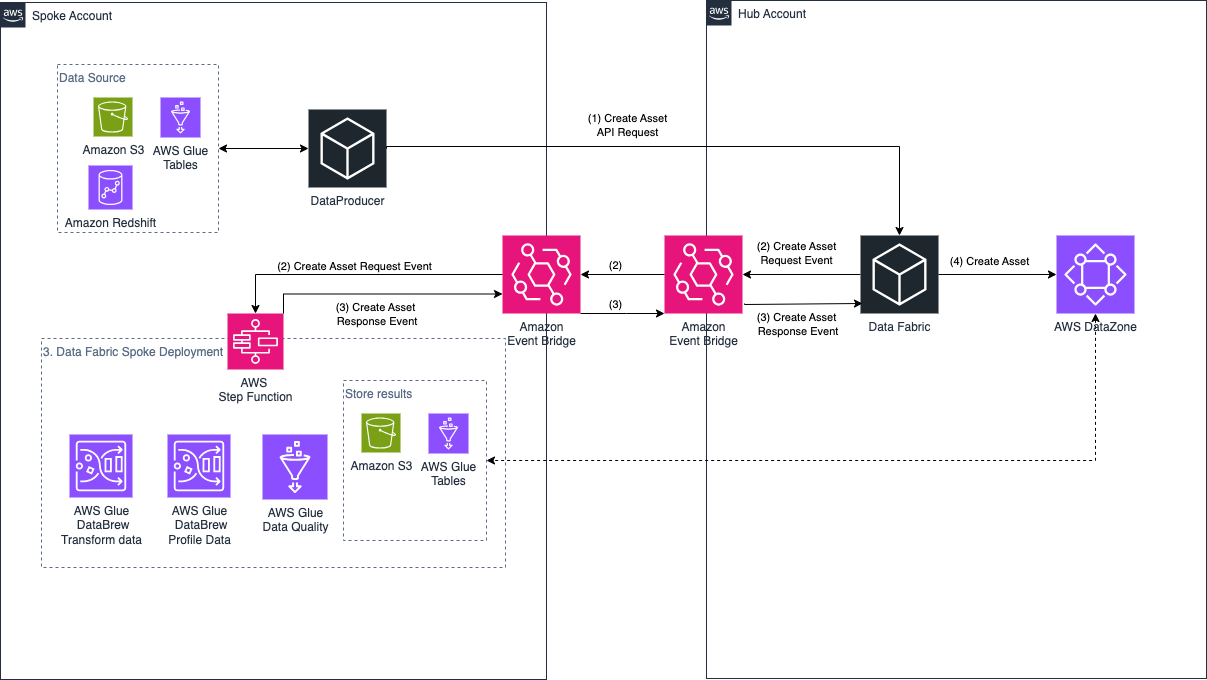 aws
Spoke Account
aws
Hub Account
Data Source
Amazon S3
AWS Glue
Tables
Amazon Redshift
DataProducer
(1) Create Asset
API Request
(2) Create Asset Request Event
(3) Create Asset
Response Event
(2)
(3)
Amazon
Event Bridge
Amazon
Event Bridge
(2) Create Asset
Request Event
(3) Create Asset
Response Event
Data Fabric
(4) Create Asset
AWS DataZone
3. Data Fabric Spoke Deployment
AWS
Step Function
Store results
Amazon S3
AWS Glue
Tables
AWS Glue
DataBrew
Transform data
AWS Glue
DataBrew
Profile Data
AWS Glue
Data Quality